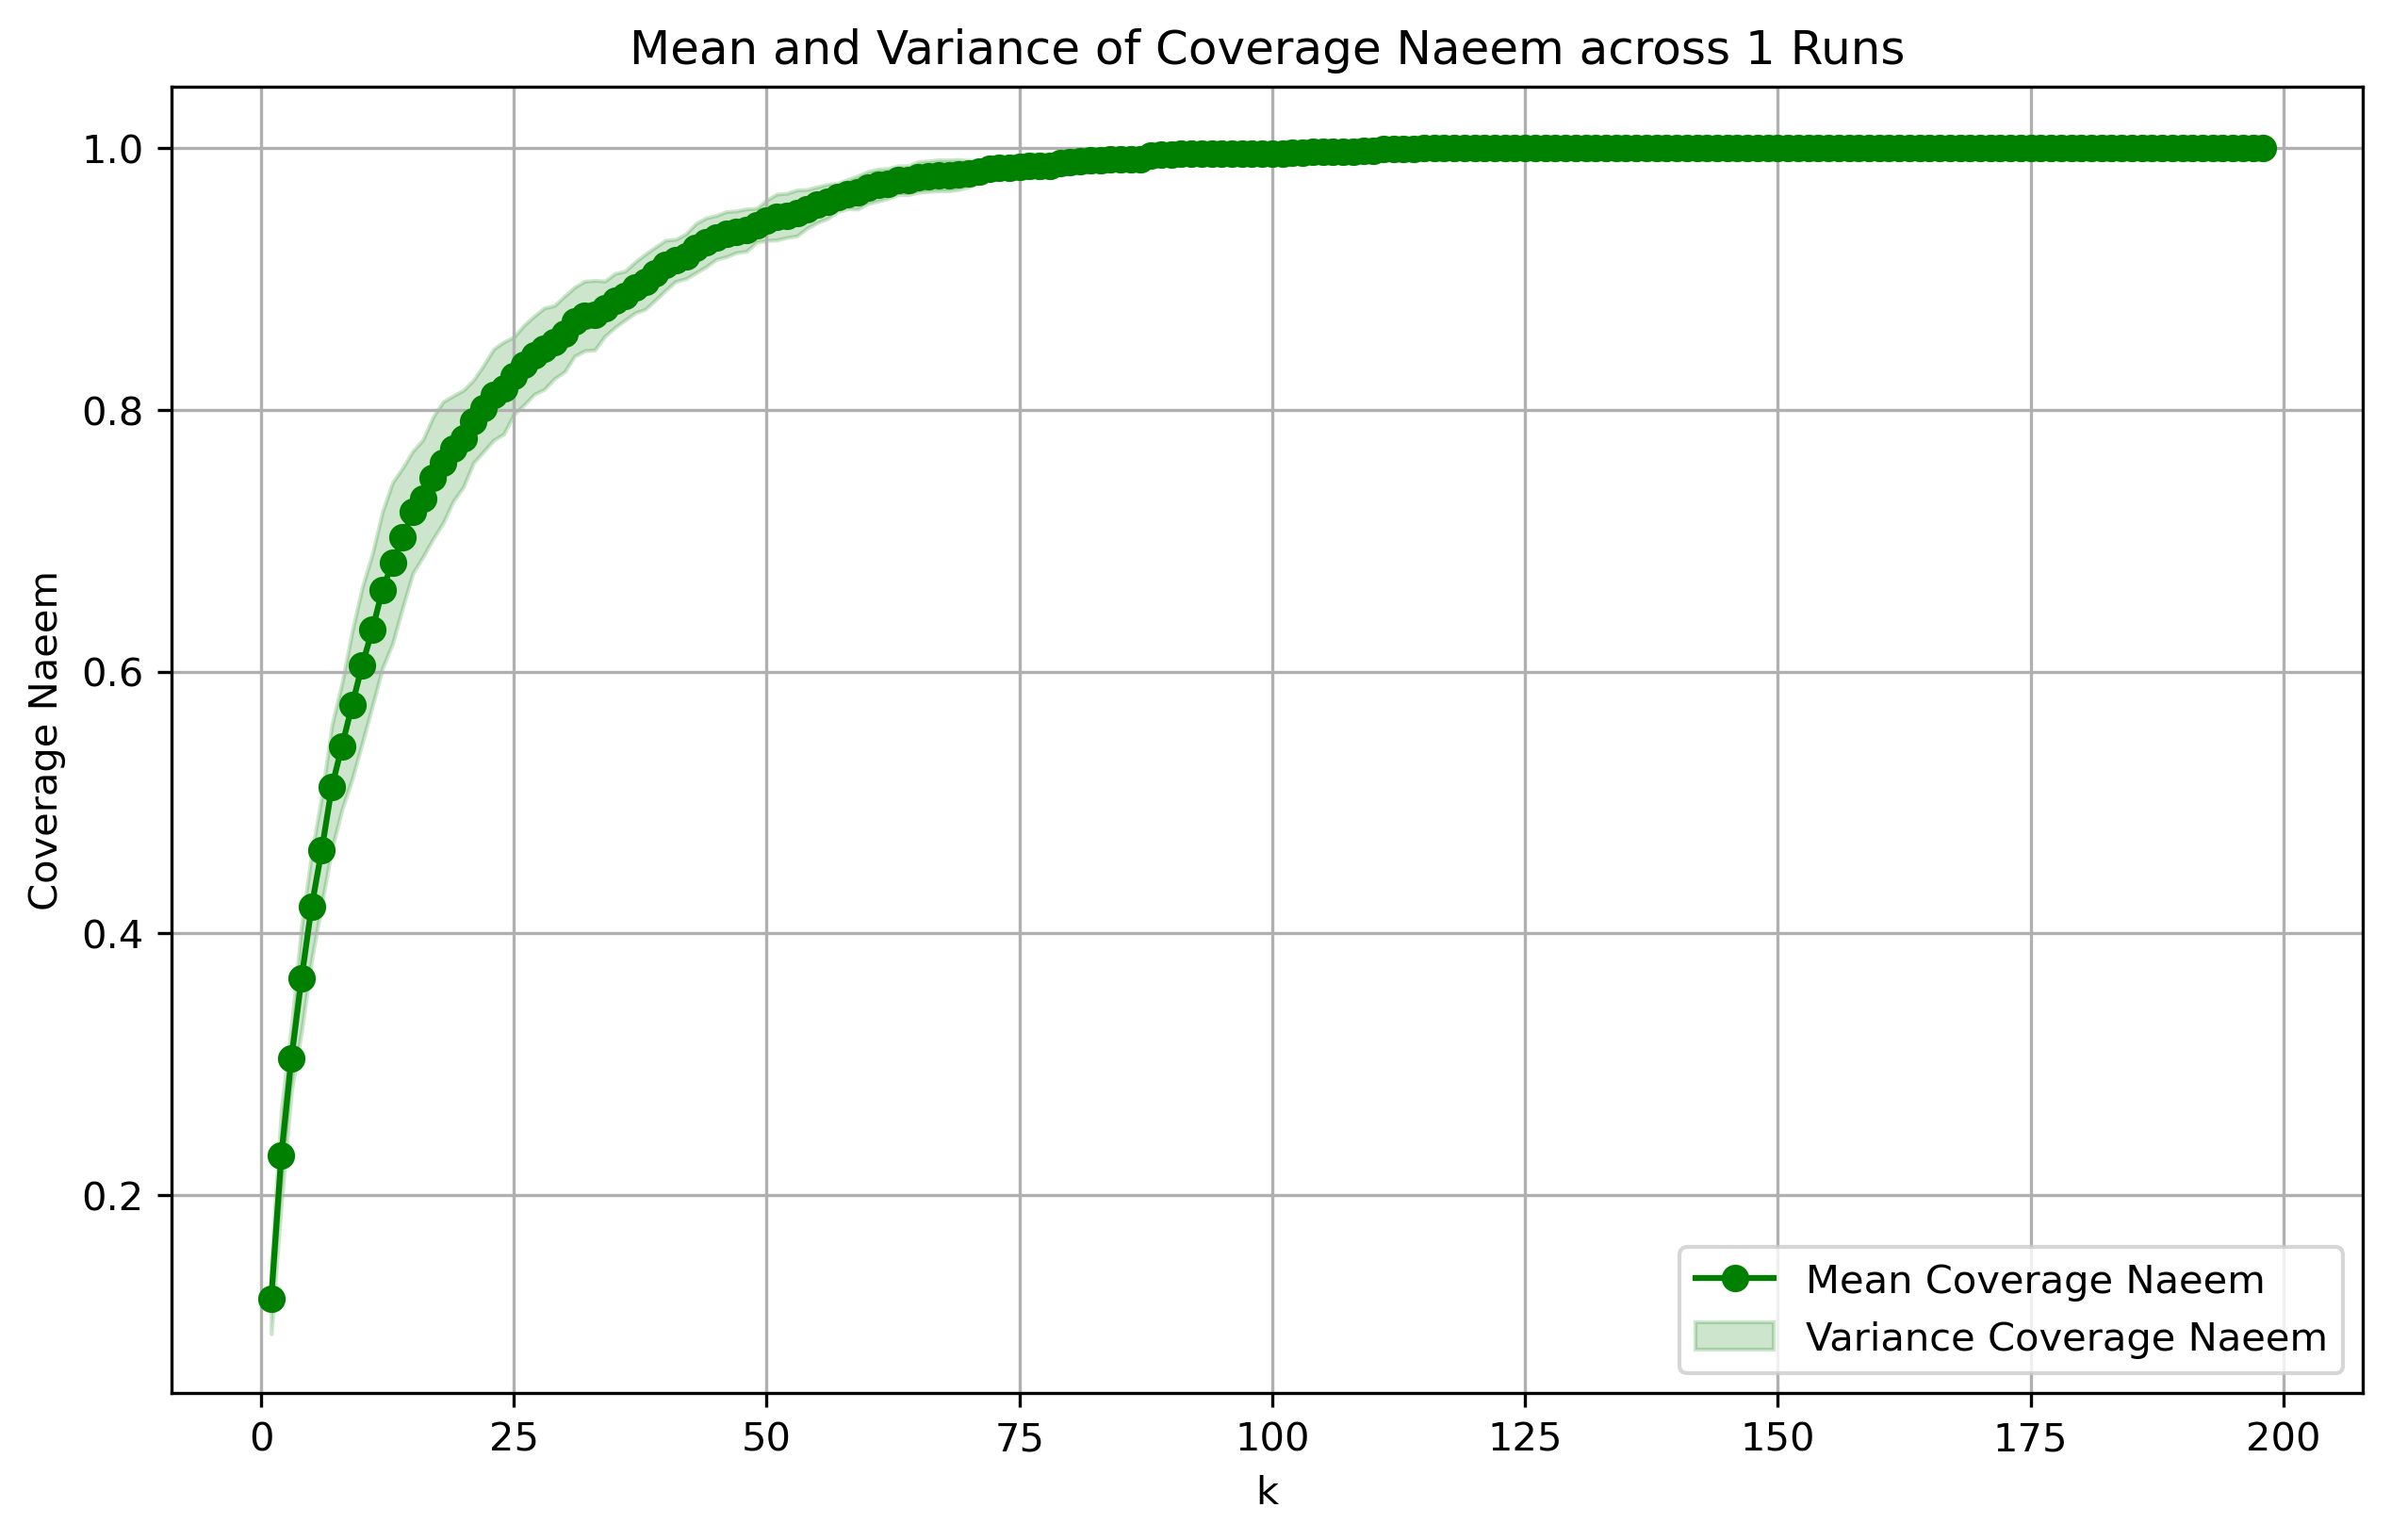 Mean and Variance of Coverage Naeem across 1 Runs
1.0
0.8
0.6
0.4
0.2
Coverage Naeem
0 25 50 75 100 125 150 175 200
k
Mean Coverage Naeem
Variance Coverage Naeem